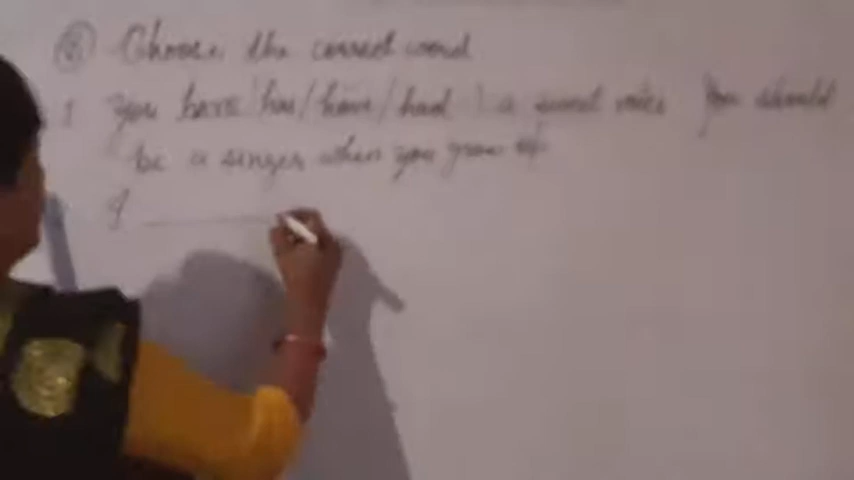 Choose the correct word
1 You have (has/have/had) a sweet voice You should
be a singer when you grow up
I